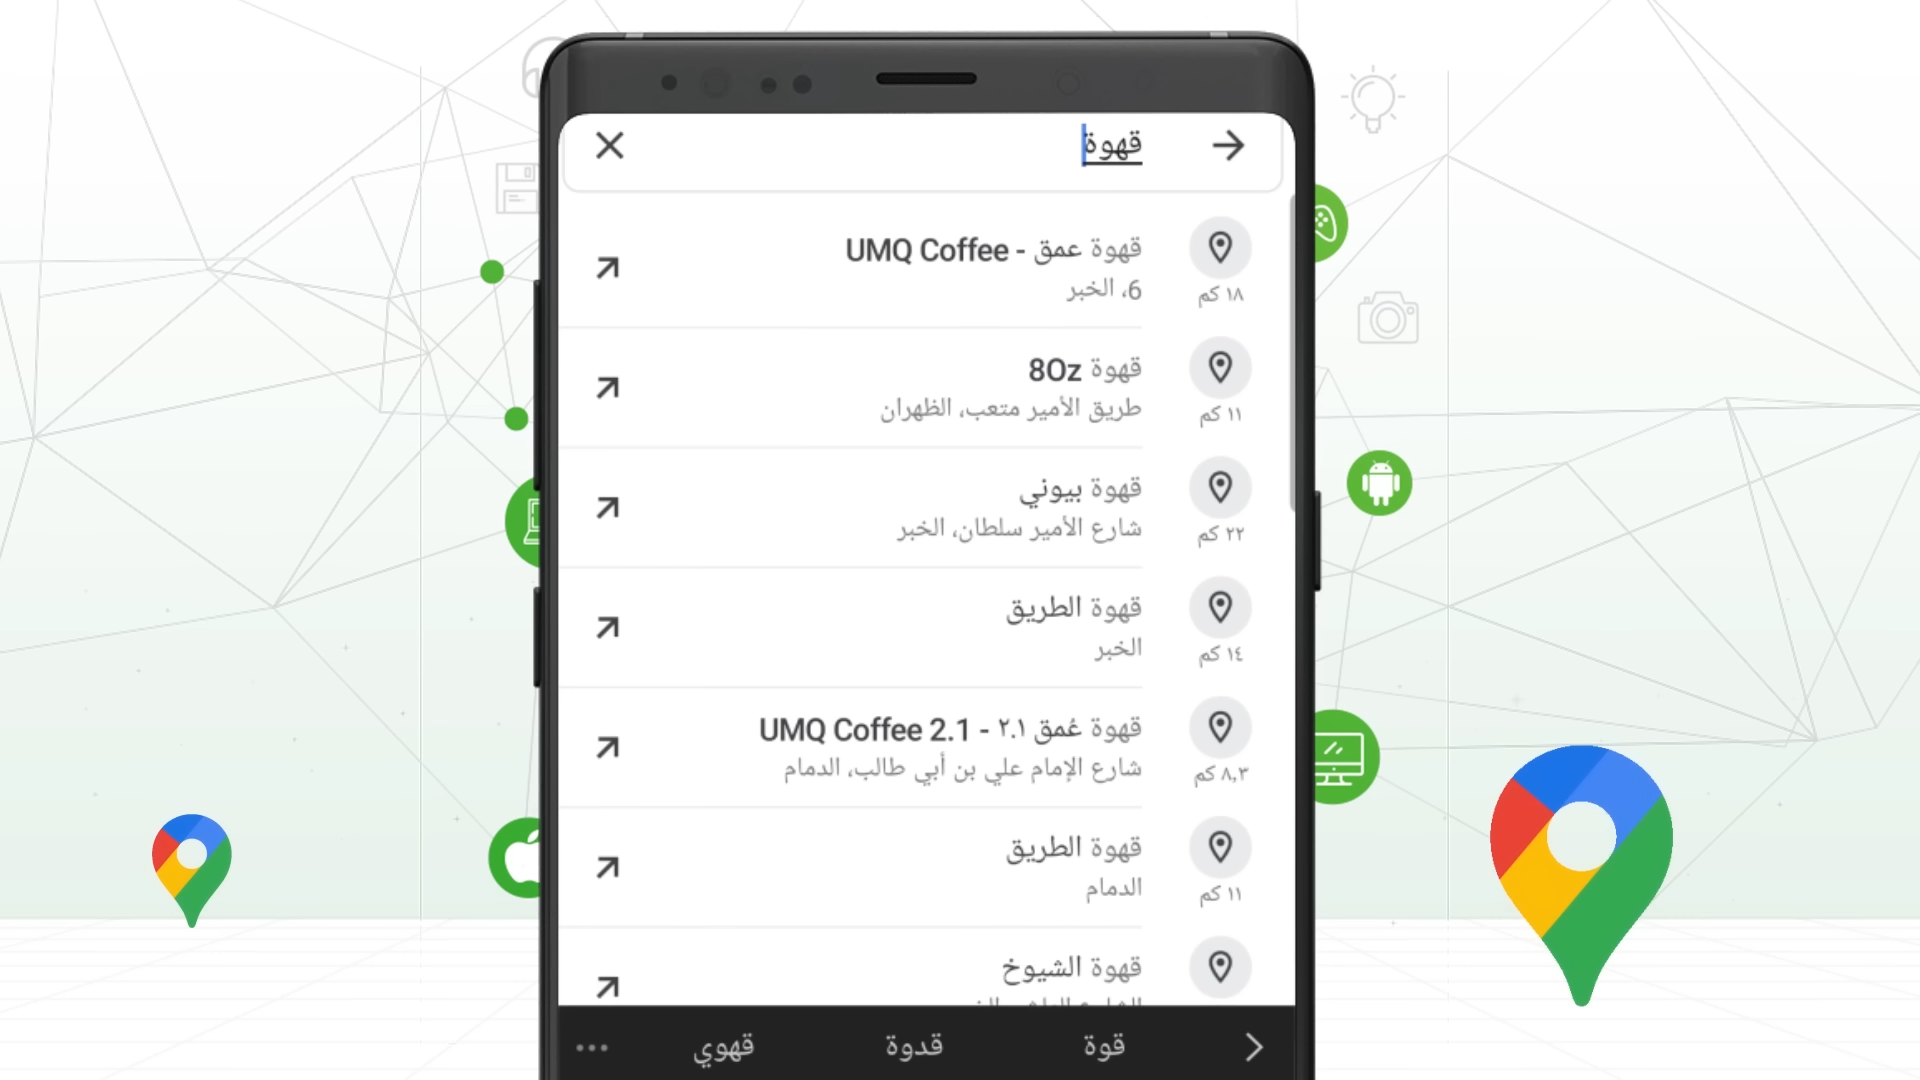 قهوة
قهوة عمق - UMQ Coffee
6، الخبر
١٨ كم
قهوة 8Oz
طريق الأمير متعب، الظهران
١١ كم
قهوة بيوني
شارع الأمير سلطان، الخبر
٢٢ كم
قهوة الطريق
الخبر
١٤ كم
قهوة عُمق ٢.١ - UMQ Coffee 2.1
شارع الإمام علي بن أبي طالب، الدمام
٨٫٣ كم
قهوة الطريق
الدمام
١١ كم
قهوة الشيوخ
قوة قدوة قهوي